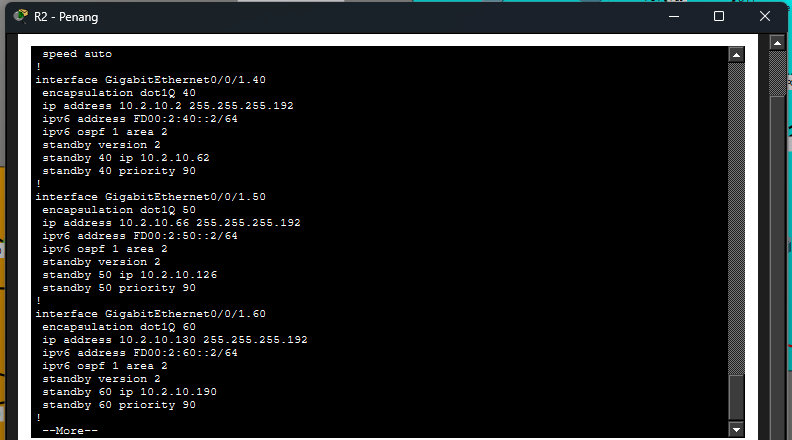 R2 - Penang
speed auto
!
interface GigabitEthernet0/0/1.40
encapsulation dot1Q 40
ip address 10.2.10.2 255.255.255.192
ipv6 address FD00:2:40::2/64
ipv6 ospf 1 area 2
standby version 2
standby 40 ip 10.2.10.62
standby 40 priority 90
!
interface GigabitEthernet0/0/1.50
encapsulation dot1Q 50
ip address 10.2.10.66 255.255.255.192
ipv6 address FD00:2:50::2/64
ipv6 ospf 1 area 2
standby version 2
standby 50 ip 10.2.10.126
standby 50 priority 90
!
interface GigabitEthernet0/0/1.60
encapsulation dot1Q 60
ip address 10.2.10.130 255.255.255.192
ipv6 address FD00:2:60::2/64
ipv6 ospf 1 area 2
standby version 2
standby 60 ip 10.2.10.190
standby 60 priority 90
!
--More--